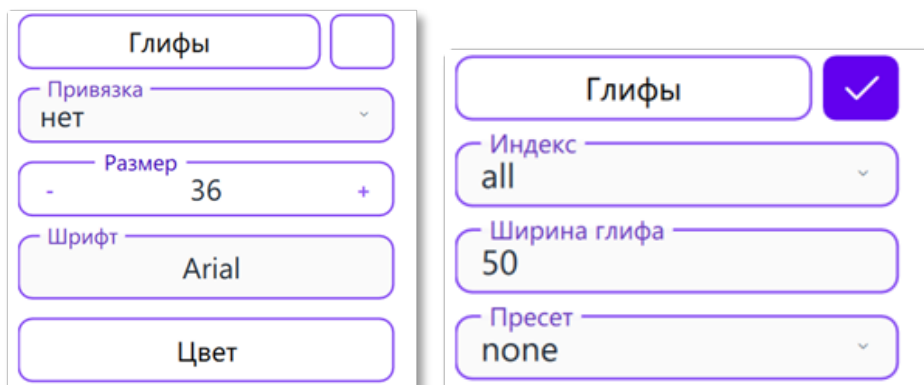 Глифы
Привязка
нет
Размер
- 36 +
Шрифт
Arial
Цвет
Глифы
Индекс
all
Ширина глифа
50
Пресет
none